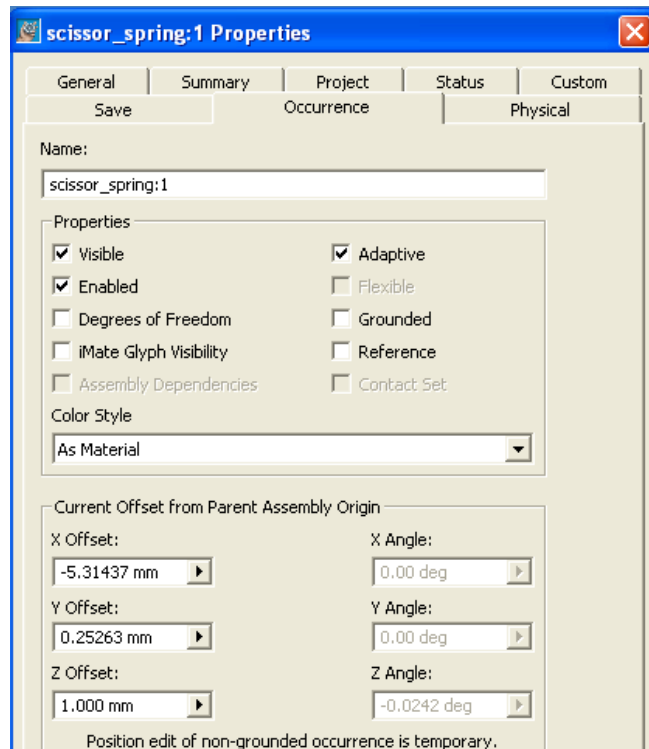 scissor_spring:1 Properties
General Summary Project Status Custom
Save Occurrence Physical
Name:
scissor_spring:1
Properties
Visible Adaptive
Enabled Flexible
Degrees of Freedom Grounded
iMate Glyph Visibility Reference
Assembly Dependencies Contact Set
Color Style
As Material
Current Offset from Parent Assembly Origin
X Offset: X Angle:
-5.31437 mm 0.00 deg
Y Offset: Y Angle:
0.25263 mm 0.00 deg
Z Offset: Z Angle:
1.000 mm -0.0242 deg
Position edit of non-grounded occurrence is temporary.